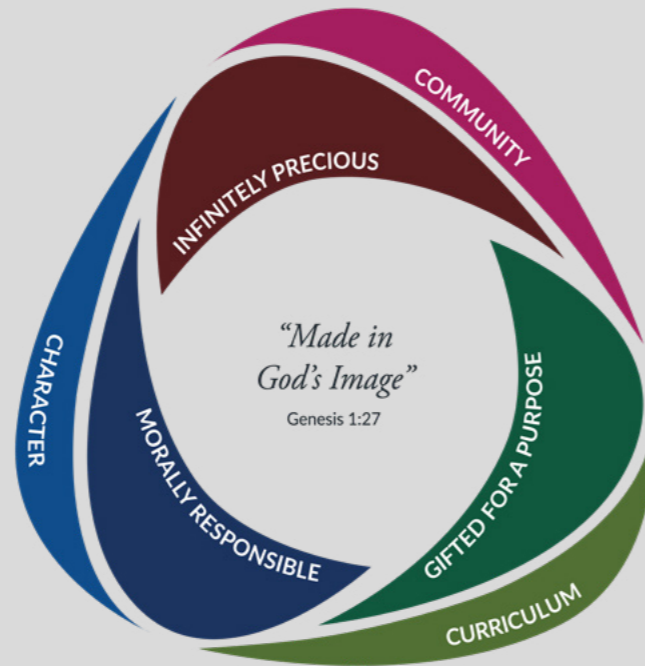 COMMUNITY
INFINITELY PRECIOUS
“Made in
God’s Image”
Genesis 1:27
CHARACTER
MORALLY RESPONSIBLE
GIFTED FOR A PURPOSE
CURRICULUM